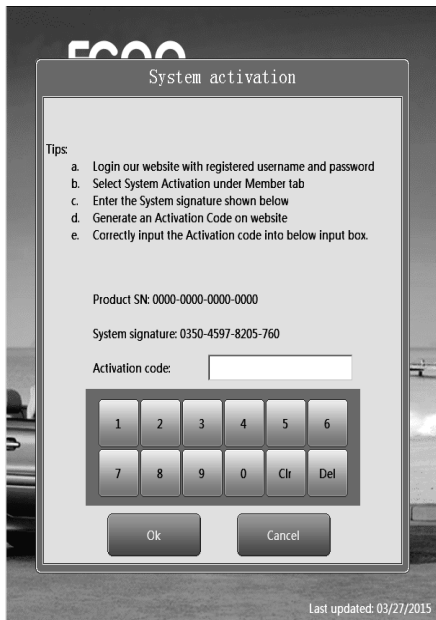 System activation
Tips:
a. Login our website with registered username and password
b. Select System Activation under Member tab
c. Enter the System signature shown below
d. Generate an Activation Code on website
e. Correctly input the Activation code into below input box.
Product SN: 0000-0000-0000-0000
System signature: 0350-4597-8205-760
Activation code:
1 2 3 4 5 6
7 8 9 0 Clr Del
Ok Cancel
Last updated: 03/27/2015